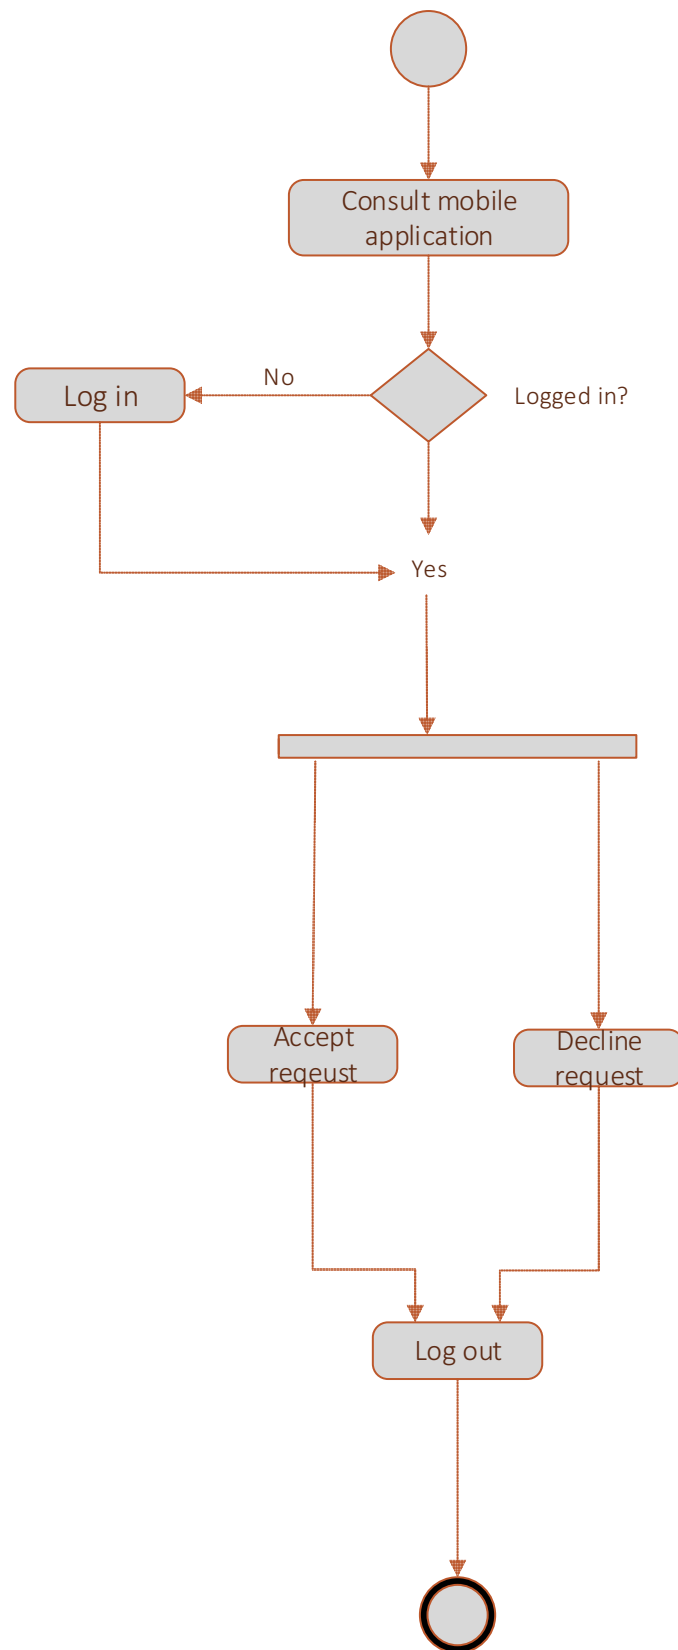 Consult mobile
application
No
Log in
Logged in?
Yes
Accept
reqeust
Decline
request
Log out